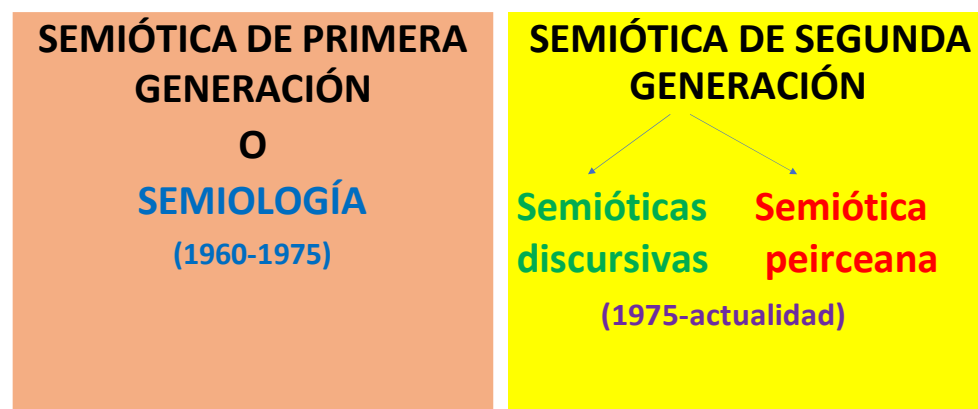 SEMIÓTICA DE PRIMERA
GENERACIÓN
O
SEMIOLOGÍA
(1960-1975)
SEMIÓTICA DE SEGUNDA
GENERACIÓN
Semióticas Semiótica
discursivas peirceana
(1975-actualidad)